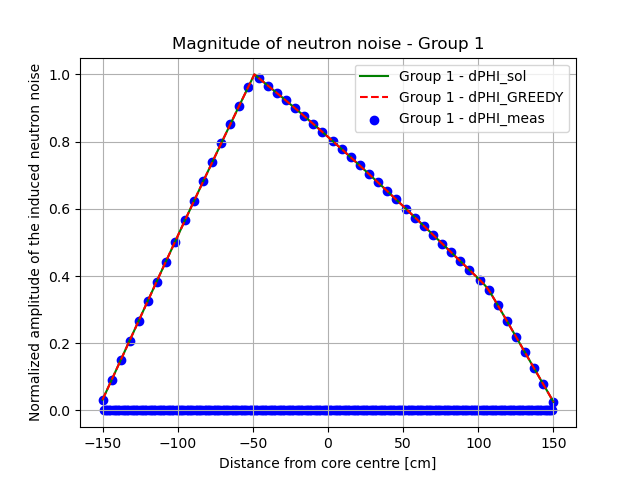 Magnitude of neutron noise - Group 1
Group 1 - dPHI_sol
Group 1 - dPHI_GREEDY
Group 1 - dPHI_meas
Normalized amplitude of the induced neutron noise
1.0
0.8
0.6
0.4
0.2
0.0
−150 −100 −50 0 50 100 150
Distance from core centre [cm]